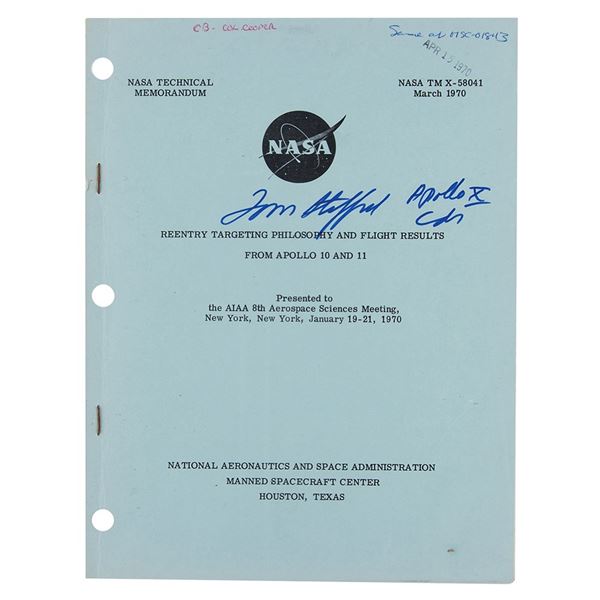 CB - COL COOPER
Same as MSC-01843
APR 15 1970
NASA TECHNICAL
MEMORANDUM
NASA TM X-58041
March 1970
NASA
Tom Stafford
Apollo X
Cdr
REENTRY TARGETING PHILOSOPHY AND FLIGHT RESULTS
FROM APOLLO 10 AND 11
Presented to
the AIAA 8th Aerospace Sciences Meeting,
New York, New York, January 19-21, 1970
NATIONAL AERONAUTICS AND SPACE ADMINISTRATION
MANNED SPACECRAFT CENTER
HOUSTON, TEXAS